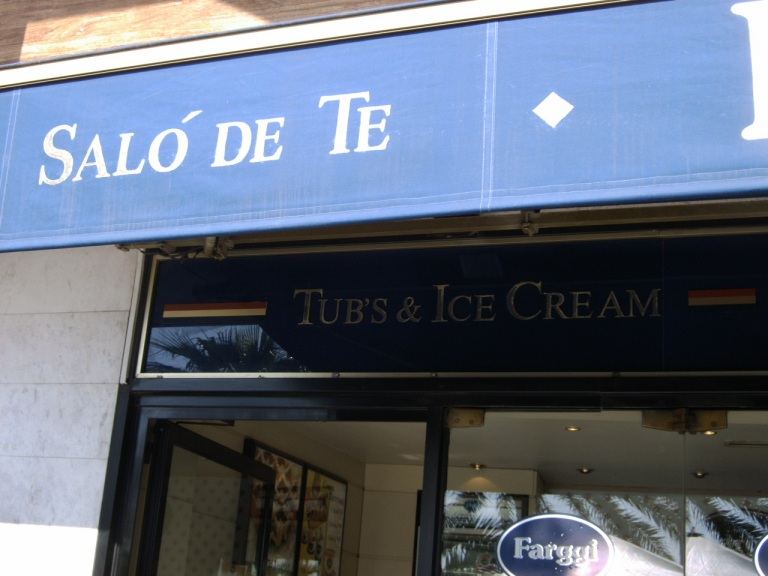 SALÓ DE TE
TUB'S & ICE CREAM
Farggi